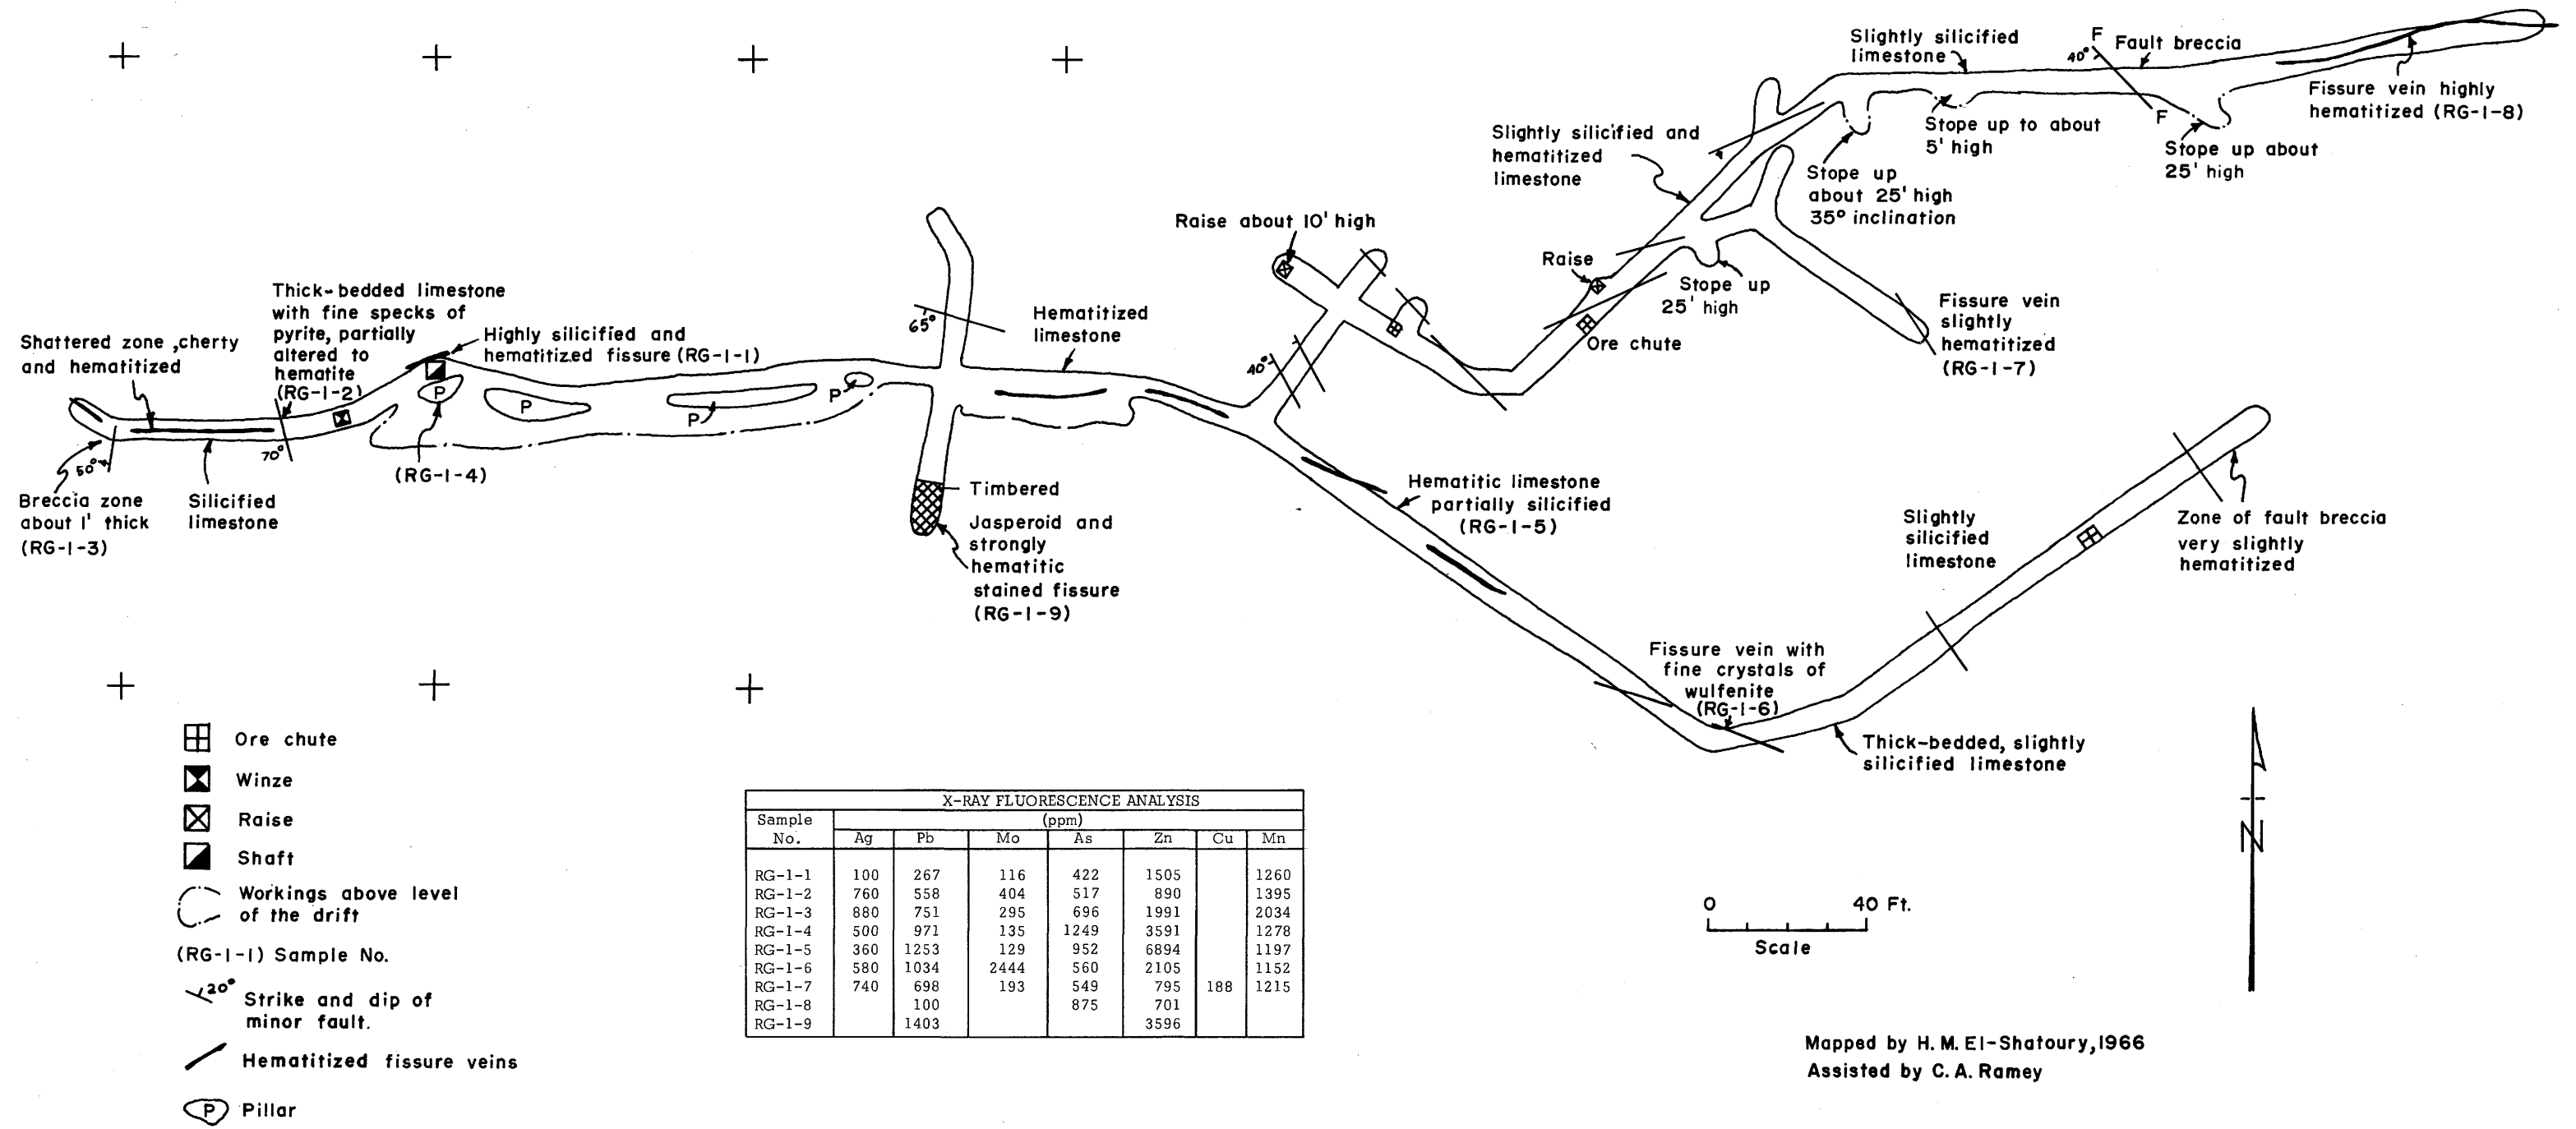 Slightly silicified
limestone
F
40°
Fault breccia
F
Fissure vein highly
hematitized (RG-1-8)
Stope up to about
5' high
Stope up about
25' high
Slightly silicified and
hematitized
limestone
Stope up
about 25' high
35° inclination
Raise about 10' high
Raise
Stope up
25' high
Ore chute
Fissure vein
slightly
hematitized
(RG-1-7)
Thick-bedded limestone
with fine specks of
pyrite, partially
altered to
hematite
(RG-1-2)
Shattered zone, cherty
and hematitized
Highly silicified and
hematitized fissure (RG-1-1)
65°
Hematitized
limestone
40°
P
P
P
P
50°
70°
Breccia zone
about 1' thick
(RG-1-3)
Silicified
limestone
(RG-1-4)
Timbered
Jasperoid and
strongly
hematitic
stained fissure
(RG-1-9)
Hematitic limestone
partially silicified
(RG-1-5)
Slightly
silicified
limestone
Zone of fault breccia
very slightly
hematitized
Fissure vein with
fine crystals of
wulfenite
(RG-1-6)
Thick-bedded, slightly
silicified limestone
Ore chute
Winze
Raise
Shaft
Workings above level
of the drift
(RG-1-1) Sample No.
20° Strike and dip of
minor fault.
Hematitized fissure veins
P Pillar
X-RAY FLUORESCENCE ANALYSIS
Sample (ppm)
No. Ag Pb Mo As Zn Cu Mn
RG-1-1 100 267 116 422 1505 1260
RG-1-2 760 558 404 517 890 1395
RG-1-3 880 751 295 696 1991 2034
RG-1-4 500 971 135 1249 3591 1278
RG-1-5 360 1253 129 952 6894 1197
RG-1-6 580 1034 2444 560 2105 1152
RG-1-7 740 698 193 549 795 188 1215
RG-1-8 100 875 701
RG-1-9 1403 3596
0 40 Ft.
Scale
N
Mapped by H. M. El-Shatoury, 1966
Assisted by C. A. Ramey